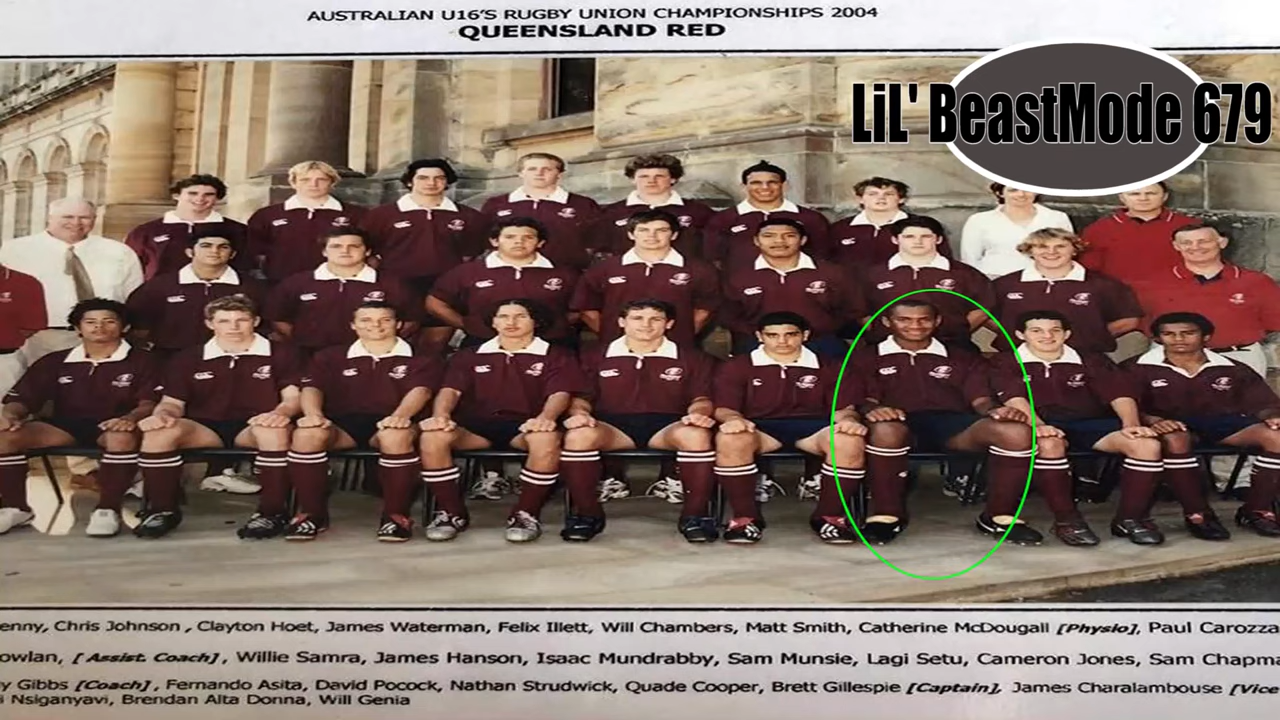 AUSTRALIAN U16'S RUGBY UNION CHAMPIONSHIPS 2004
QUEENSLAND RED
LiL' BeastMode 679
enny, Chris Johnson , Clayton Hoet, James Waterman, Felix Illett, Will Chambers, Matt Smith, Catherine McDougall [Physio], Paul Carozza
owlan, [ Assist. Coach] , Willie Samra, James Hanson, Isaac Mundrabby, Sam Munsie, Lagi Setu, Cameron Jones, Sam Chapma
y Gibbs [Coach] , Fernando Asita, David Pocock, Nathan Strudwick, Quade Cooper, Brett Gillespie [Captain], James Charalambouse [Vice
i Nsiganyavi, Brendan Alta Donna, Will Genia